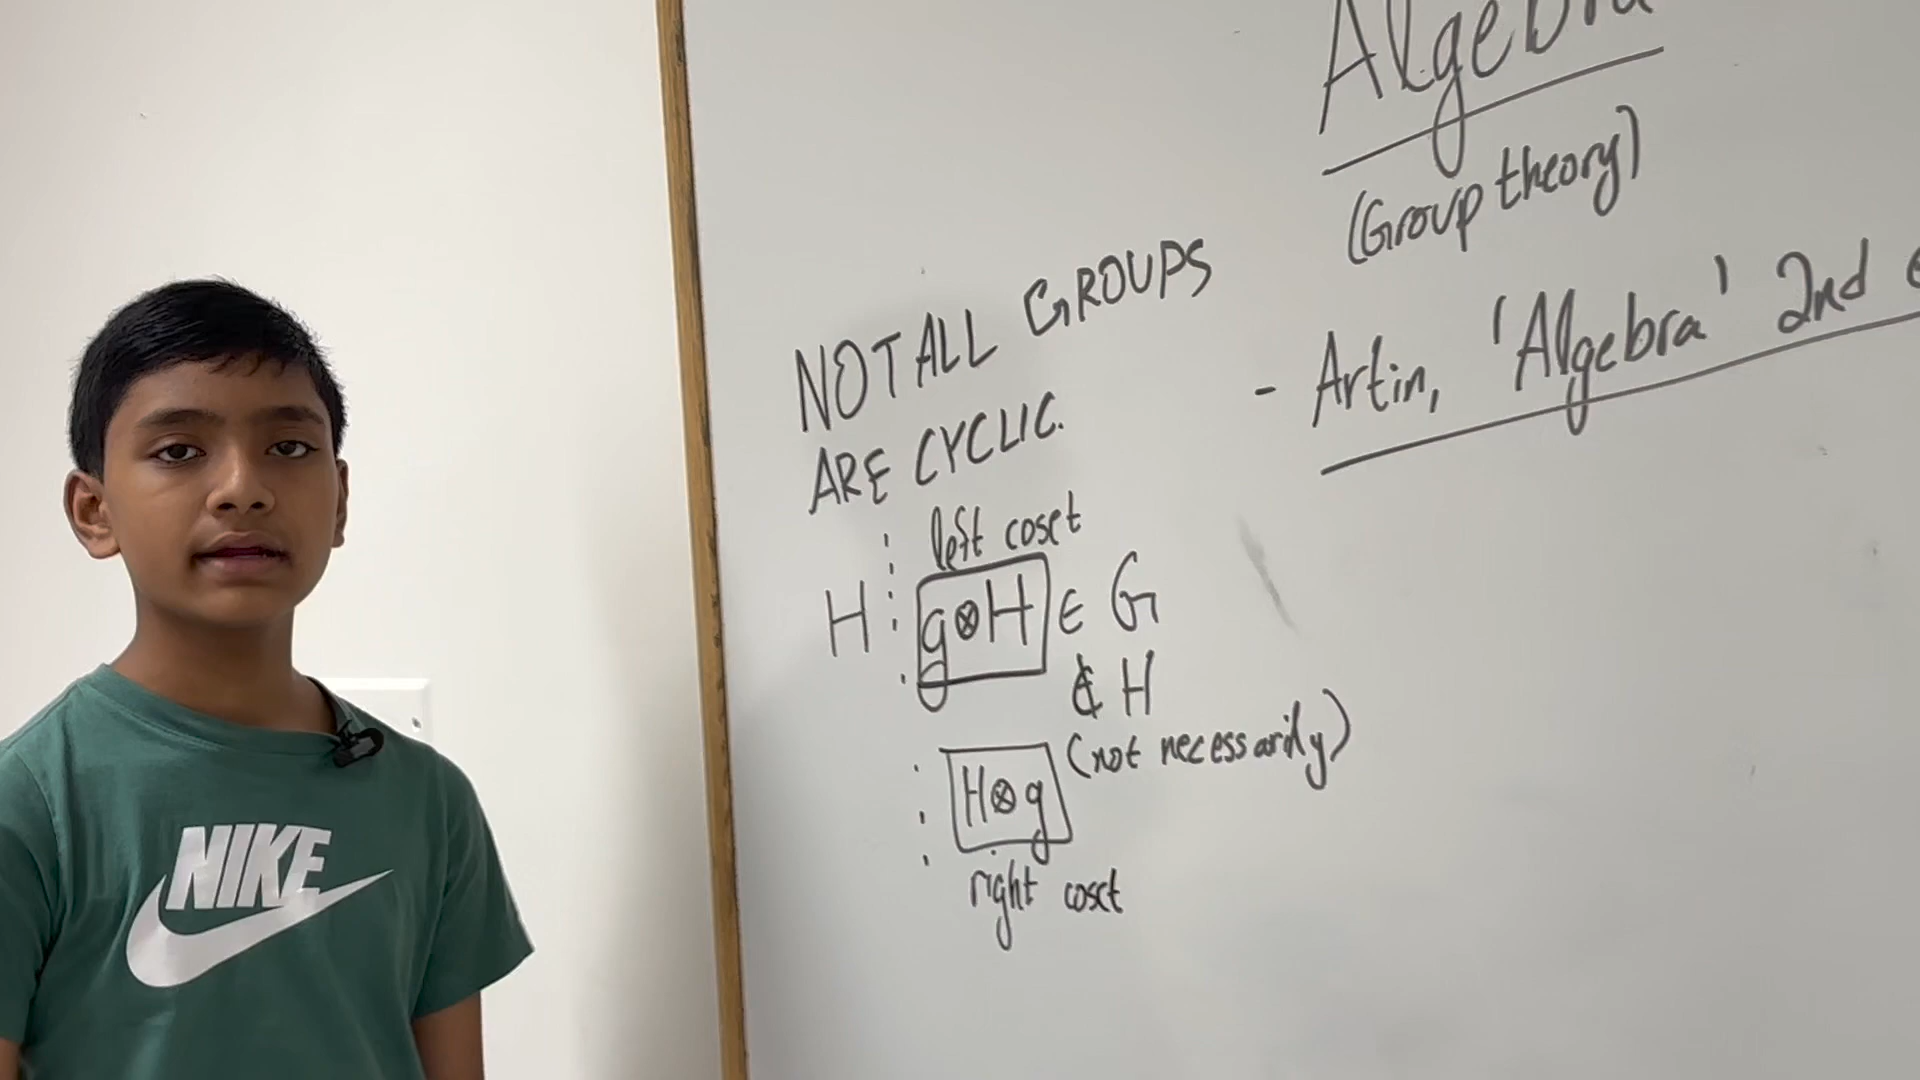 Algebra
(Group theory)
- Artin, 'Algebra' 2nd e
NOT ALL GROUPS
ARE CYCLIC.
left coset
H g⊗H ∈ G
∉ H
(not necessarily)
H⊗g
right coset
NIKE